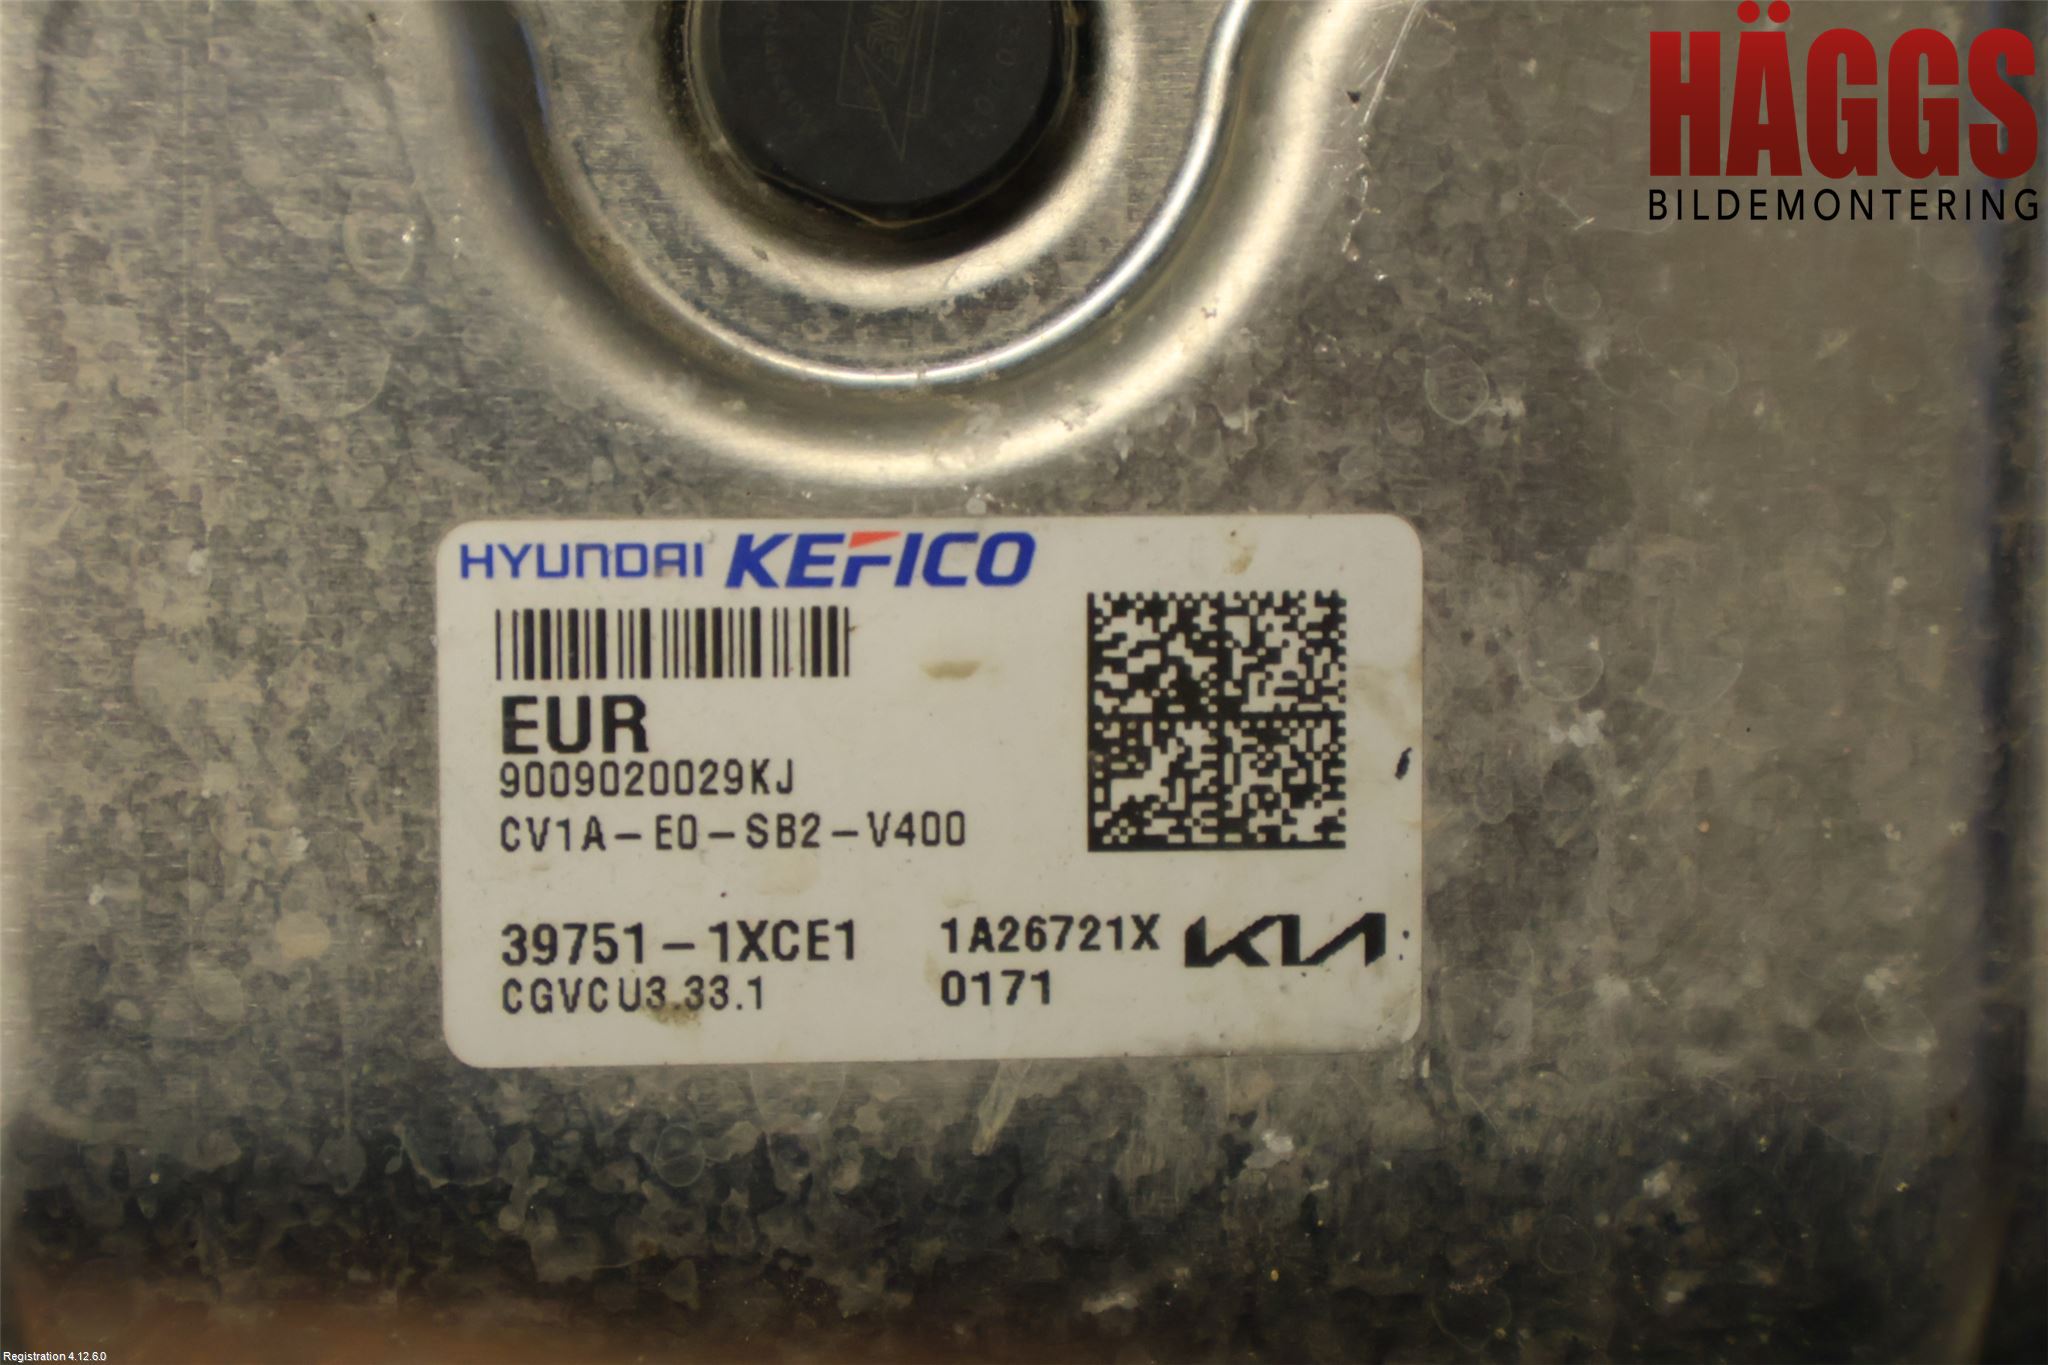 HÄGGS
BILDEMONTERING
HYUNDAI KEFICO
EUR
9009020029KJ
CV1A-E0-SB2-V400
39751-1XCE1
1A26721X KIA
CGVCU3.33.1
0171
Registration 4.12.6.0